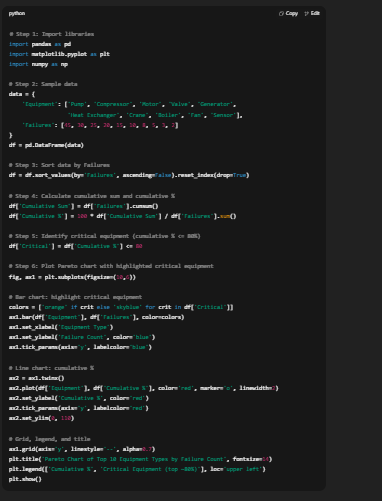 python
Copy Edit
# Step 1: Import libraries
import pandas as pd
import matplotlib.pyplot as plt
import numpy as np
# Step 2: Sample data
data = {
'Equipment': ['Pump', 'Compressor', 'Motor', 'Valve', 'Generator',
'Heat Exchanger', 'Crane', 'Boiler', 'Fan', 'Sensor'],
'Failures': [
}
df = pd.DataFrame(data)
# Step 3: Sort data by Failures
df = df.sort_values(by='Failures', ascending=False).reset_index(drop=True)
# Step 4: Calculate cumulative sum and cumulative %
df['Cumulative Sum'] = df['Failures'].cumsum()
df['Cumulative %'] = 100 * df['Cumulative Sum'] / df['Failures'].sum()
# Step 5: Identify critical equipment (cumulative % <= 80%)
df['Critical'] = df['Cumulative %'] <= 80
# Step 6: Plot Pareto chart with highlighted critical equipment
fig, ax1 = plt.subplots(figsize=(10,6))
# Bar chart: highlight critical equipment
colors = ['orange' if crit else 'skyblue' for crit in df['Critical']]
ax1.bar(df['Equipment'], df['Failures'], color=colors)
ax1.set_xlabel('Equipment Type')
ax1.set_ylabel('Failure Count', color='blue')
ax1.tick_params(axis='y', labelcolor='blue')
# Line chart: cumulative %
ax2 = ax1.twinx()
ax2.plot(df['Equipment'], df['Cumulative %'], color='red', marker='o', linewidth=2)
ax2.set_ylabel('Cumulative %', color='red')
ax2.tick_params(axis='y', labelcolor='red')
ax2.set_ylim(0, 110)
# Grid, legend, and title
ax1.grid(axis='y', linestyle='--', alpha=0.7)
plt.title('Pareto Chart of Top 10 Equipment Types by Failure Count', fontsize=14)
plt.legend(['Cumulative %', 'Critical Equipment (top ~80%)'], loc='upper left')
plt.show()